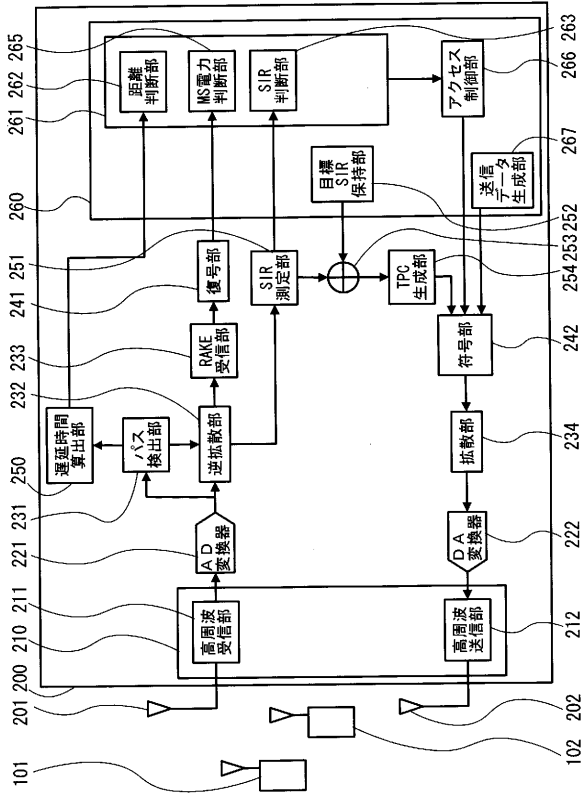 265
262
261
260
距離
判断部
MS電力
判断部
SIR
判断部
263
アクセス
制御部
266
送信
データ
生成部
267
目標
SIR
保持部
252
251
241
復号部
SIR
測定部
253
TPC
生成部
254
233
RAKE
受信部
232
逆拡散部
符号部
242
遅延時間
算出部
250
パス
検出部
231
拡散部
234
221
AD
変換器
DA
変換器
222
211
210
高周波
受信部
高周波
送信部
212
200
201
202
101
102